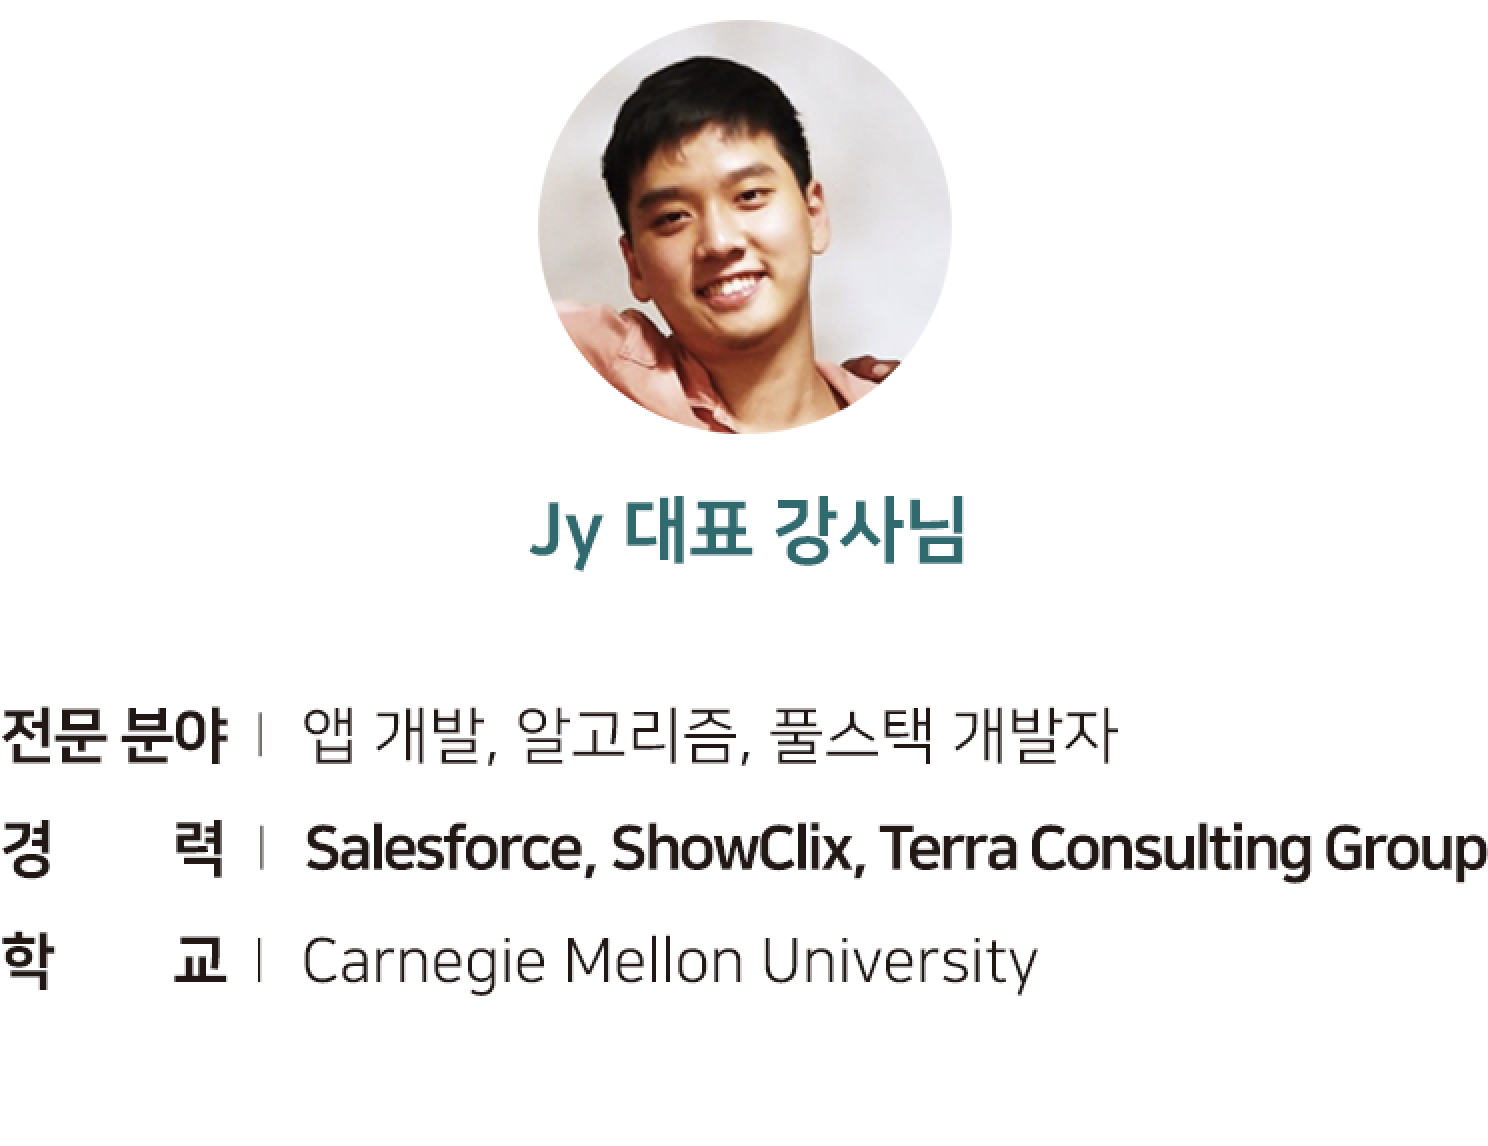 Jy 대표 강사님
전문 분야 | 앱 개발, 알고리즘, 풀스택 개발자
경 력 | Salesforce, ShowClix, Terra Consulting Group
학 교 | Carnegie Mellon University